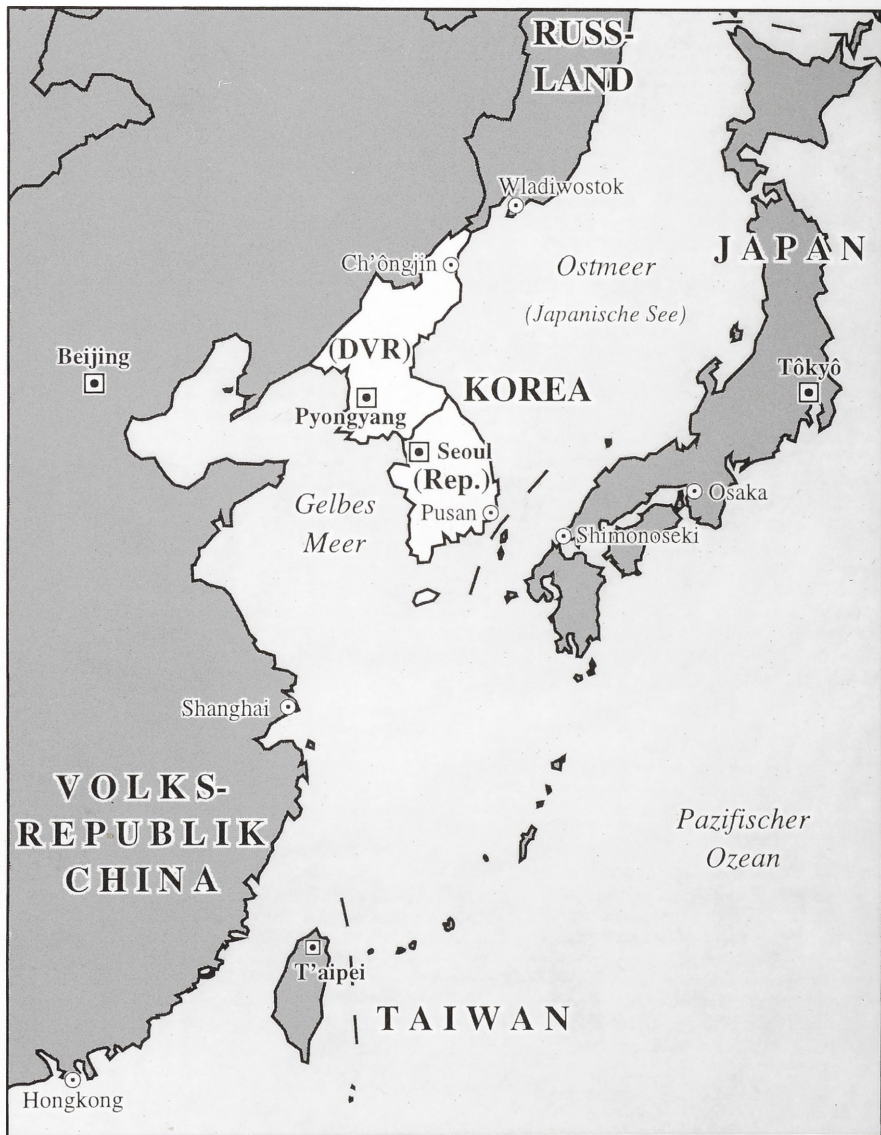 RUSS-
LAND
Wladiwostok
JAPAN
Ch'ôngjin
Ostmeer
(Japanische See)
(DVR)
Beijing
KOREA
Tôkyô
Pyongyang
Seoul
(Rep.)
Gelbes
Meer
Pusan
Osaka
Shimonoseki
Shanghai
VOLKS-
REPUBLIK
CHINA
Pazifischer
Ozean
T'aipei
TAIWAN
Hongkong